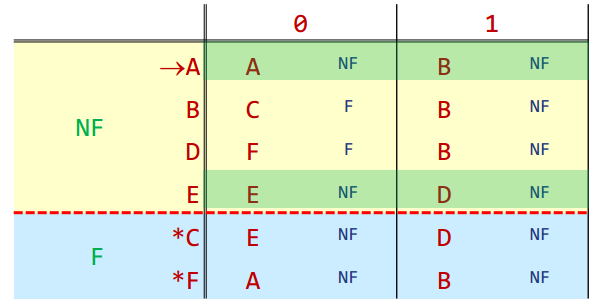 0 1
→A A NF B NF
B C F B NF
NF
D F F B NF
E E NF D NF
*C E NF D NF
F
*F A NF B NF